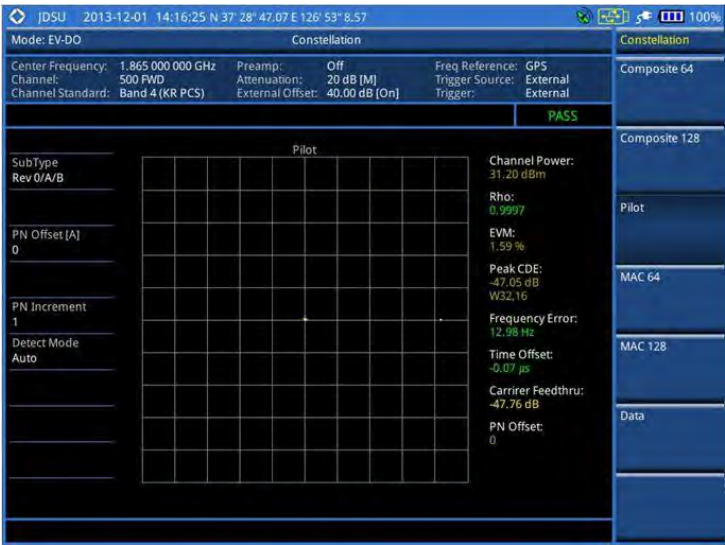 JDSU 2013-12-01 14:16:25 N 37° 28" 47.07 E 126° 53" 8.57 100%
Mode: EV-DO Constellation Constellation
Center Frequency: 1.865 000 000 GHz Preamp: Off Freq Reference: GPS
Channel: 500 FWD Attenuation: 20 dB [M] Trigger Source: External
Channel Standard: Band 4 (KR PCS) External Offset: 40.00 dB [On] Trigger: External
PASS
Composite 64
Composite 128
Pilot
MAC 64
MAC 128
Data
Pilot
SubType
Rev 0/A/B
PN Offset [A]
0
PN Increment
1
Detect Mode
Auto
Channel Power:
31.20 dBm
Rho:
0.9997
EVM:
1.59 %
Peak CDE:
-47.05 dB
W32,16
Frequency Error:
12.98 Hz
Time Offset:
-0.07 µs
Carrirer Feedthru:
-47.76 dB
PN Offset:
0